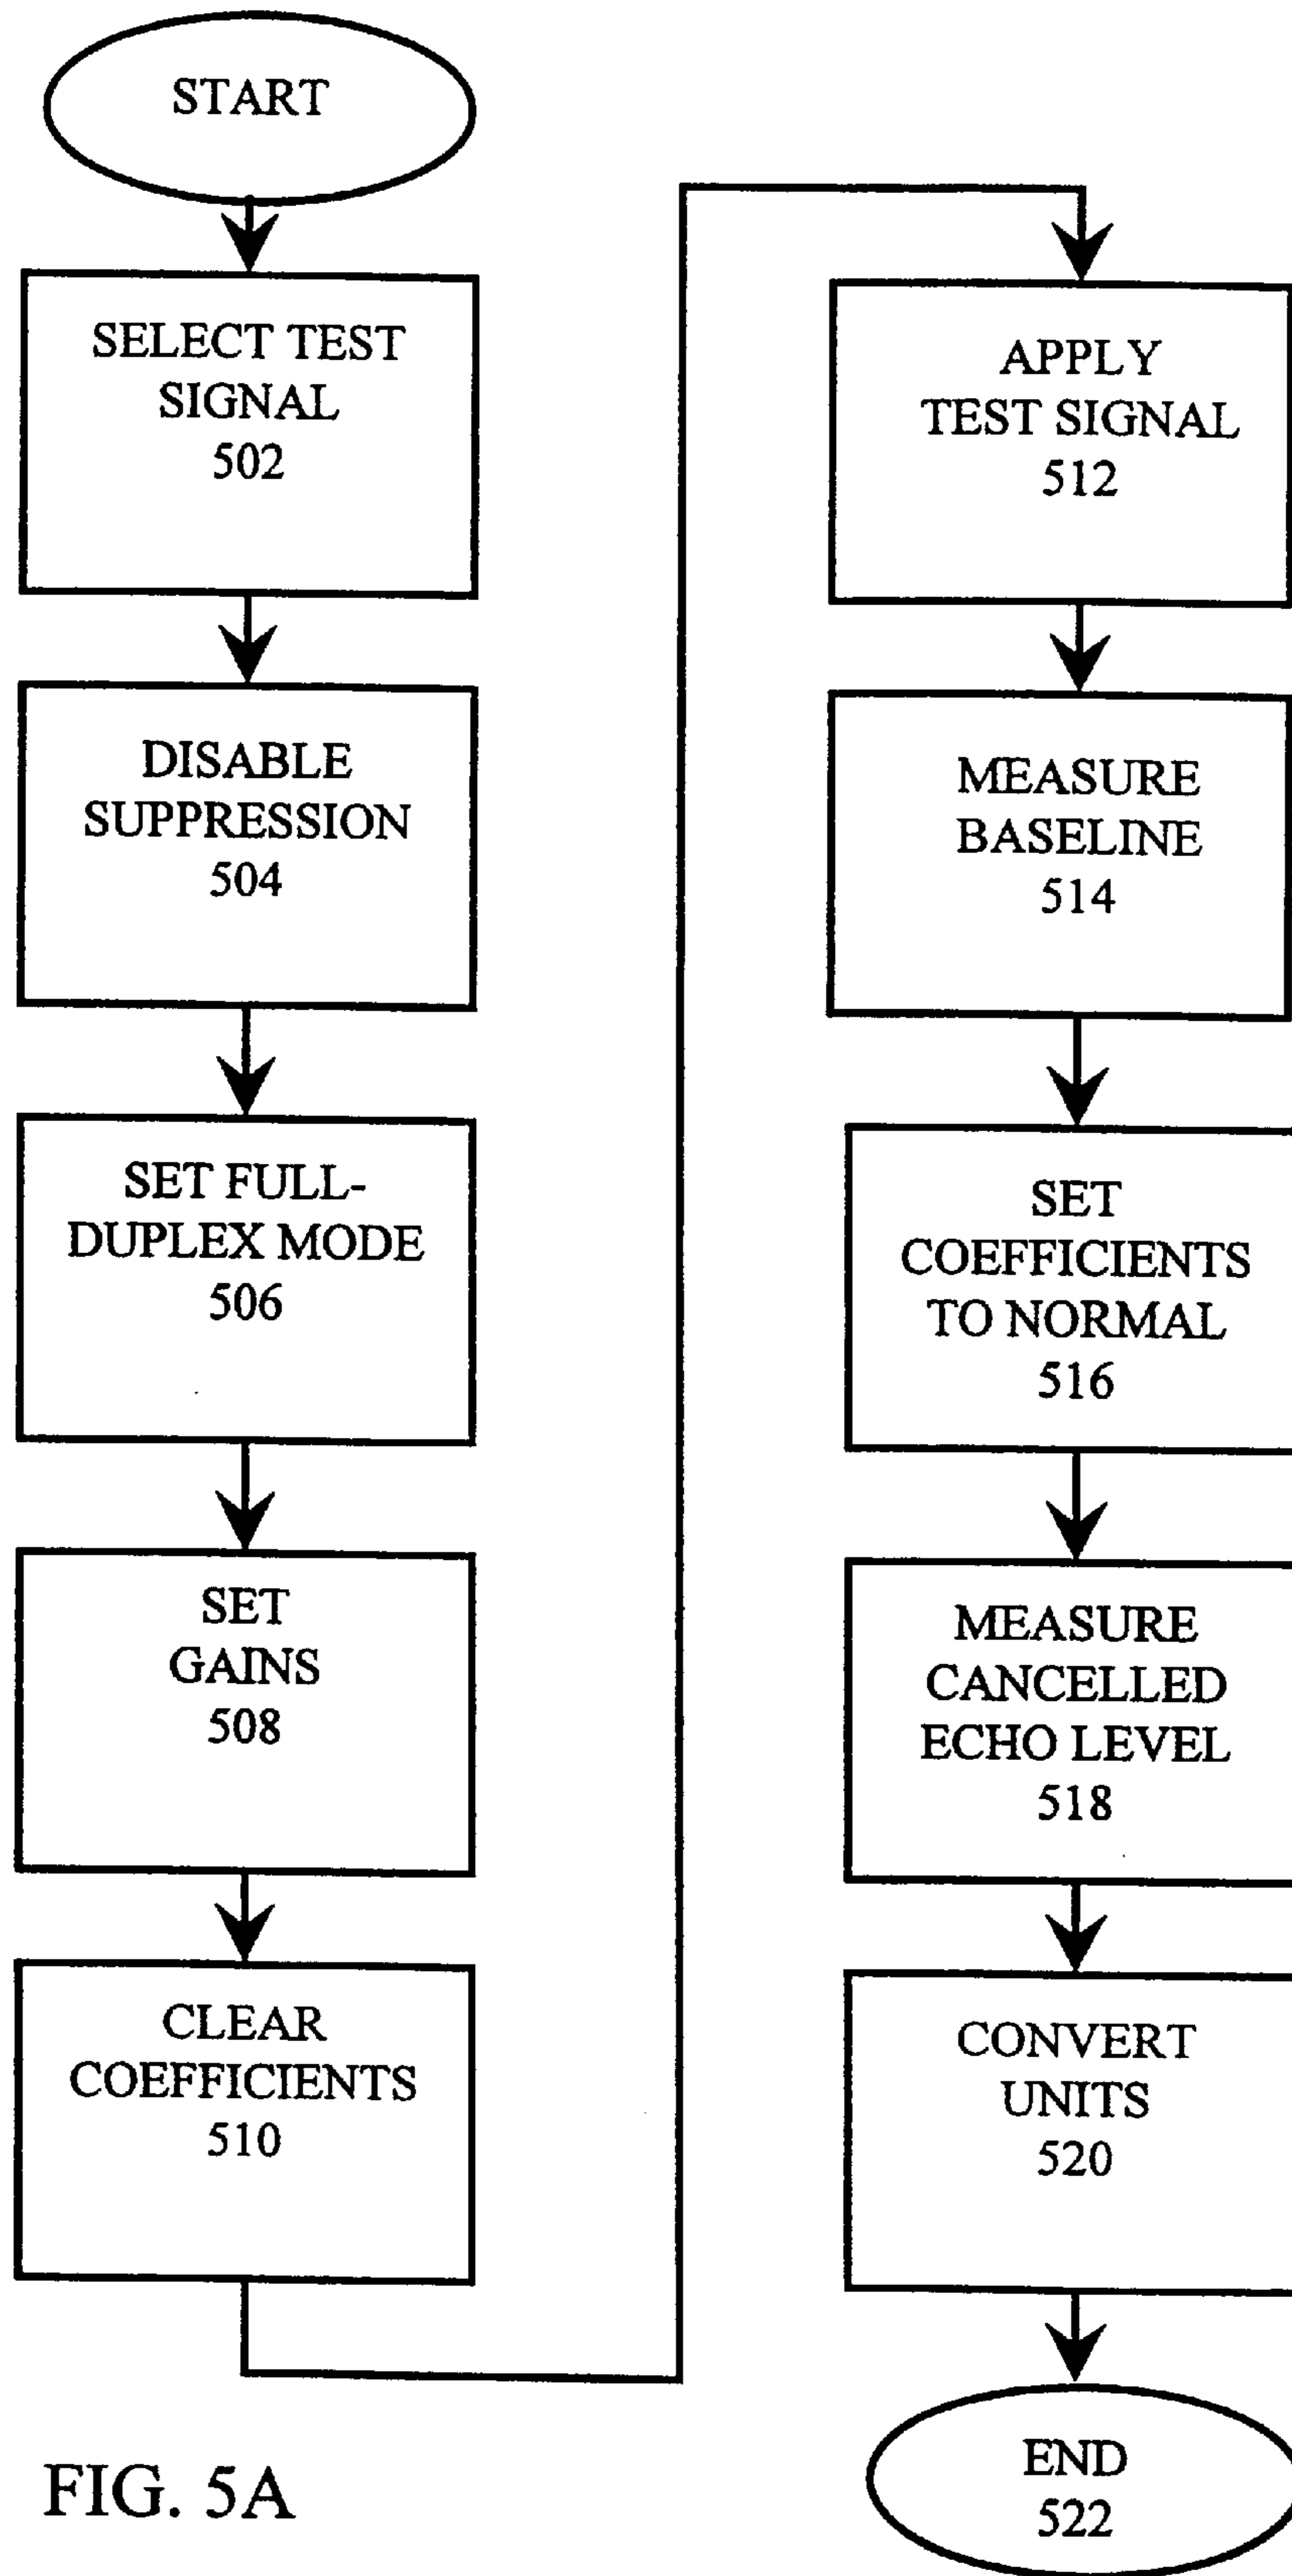 START
SELECT TEST
SIGNAL
502
DISABLE
SUPPRESSION
504
SET FULL-
DUPLEX MODE
506
SET
GAINS
508
CLEAR
COEFFICIENTS
510
APPLY
TEST SIGNAL
512
MEASURE
BASELINE
514
SET
COEFFICIENTS
TO NORMAL
516
MEASURE
CANCELLED
ECHO LEVEL
518
CONVERT
UNITS
520
END
522
FIG. 5A